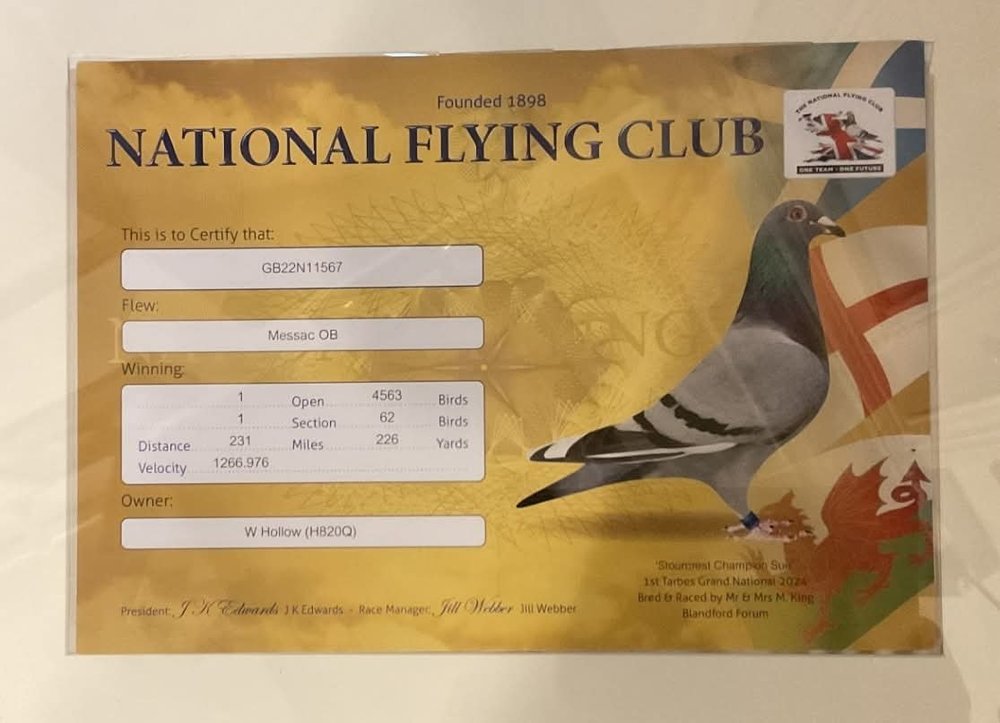 Founded 1898
NATIONAL FLYING CLUB
THE NATIONAL FLYING CLUB
ONE TEAM - ONE FUTURE
This is to Certify that:
GB22N11567
Flew:
Messac OB
Winning:
1 Open 4563 Birds
1 Section 62 Birds
Distance 231 Miles 226 Yards
Velocity 1266.976
Owner:
W Hollow (H820Q)
President: J K Edwards J K Edwards - Race Manager: Jill Webber Jill Webber
Champion
1st Tarbes Grand National 2024
Bred & Raced by Mr & Mrs M. King
Blandford Forum